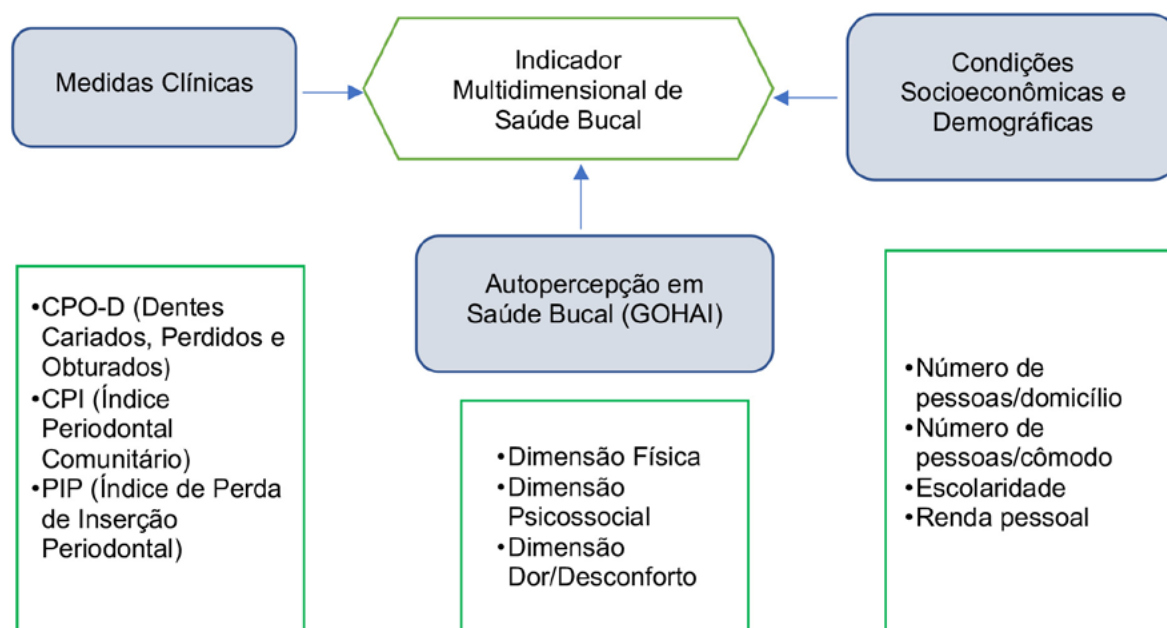 Medidas Clínicas
Indicador
Multidimensional de
Saúde Bucal
Condições
Socioeconômicas e
Demográficas
Autopercepção em
Saúde Bucal (GOHAI)
•CPO-D (Dentes
Cariados, Perdidos e
Obturados)
•CPI (Índice
Periodontal
Comunitário)
•PIP (Índice de Perda
de Inserção
Periodontal)
•Dimensão Física
•Dimensão
Psicossocial
•Dimensão
Dor/Desconforto
•Número de
pessoas/domicílio
•Número de
pessoas/cômodo
•Escolaridade
•Renda pessoal